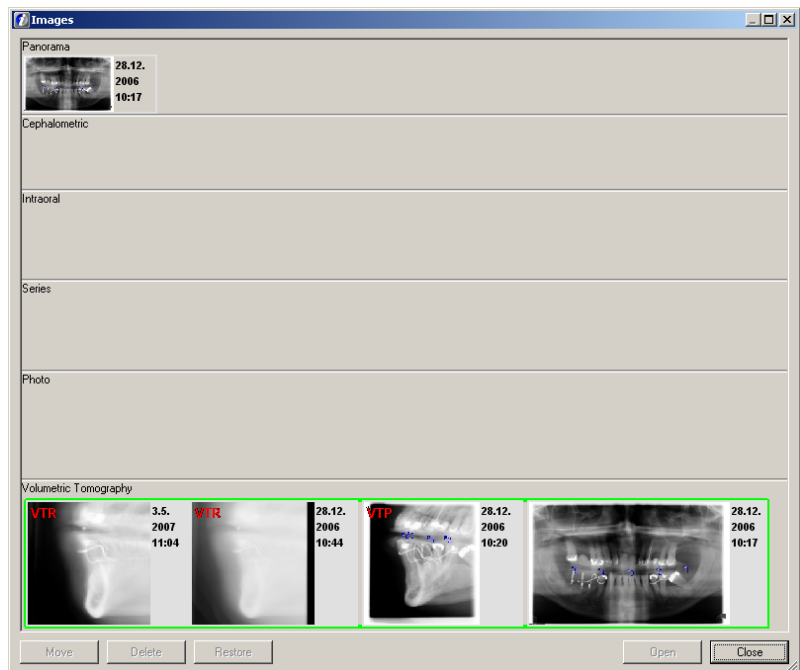 Images
Panorama
28.12.
2006
10:17
Cephalometric
Intraoral
Series
Photo
Volumetric Tomography
VTR
3.5.
2007
11:04
VTR
28.12.
2006
10:44
VTP
28.12.
2006
10:20
28.12.
2006
10:17
Move Delete Restore Open Close